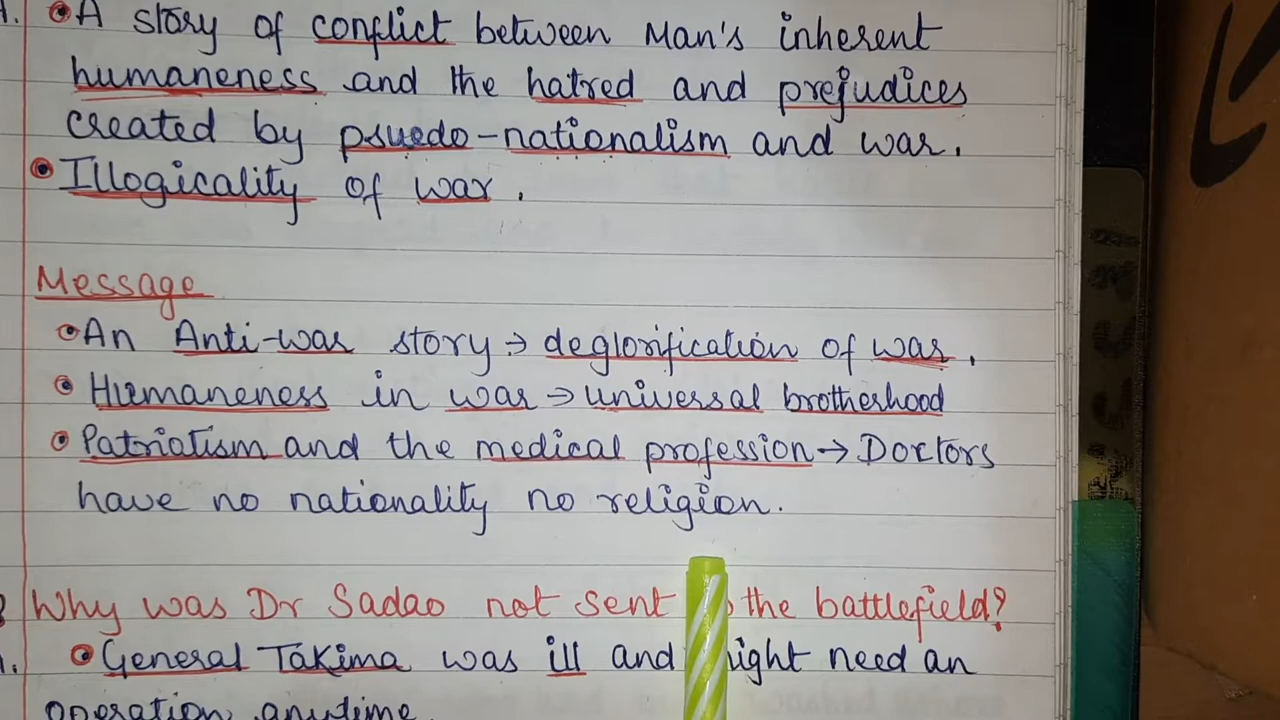 A story of conflict between Man's inherent
humaneness and the hatred and prejudices
created by psuedo-nationalism and war.
Illogicality of war.
Message
An Anti-war story → deglorification of war.
Humaneness in war → universal brotherhood
Patriotism and the medical profession → Doctors
have no nationality no religion.
Why was Dr Sadao not sent the battlefield?
General Takima was ill and need an
operation anytime.